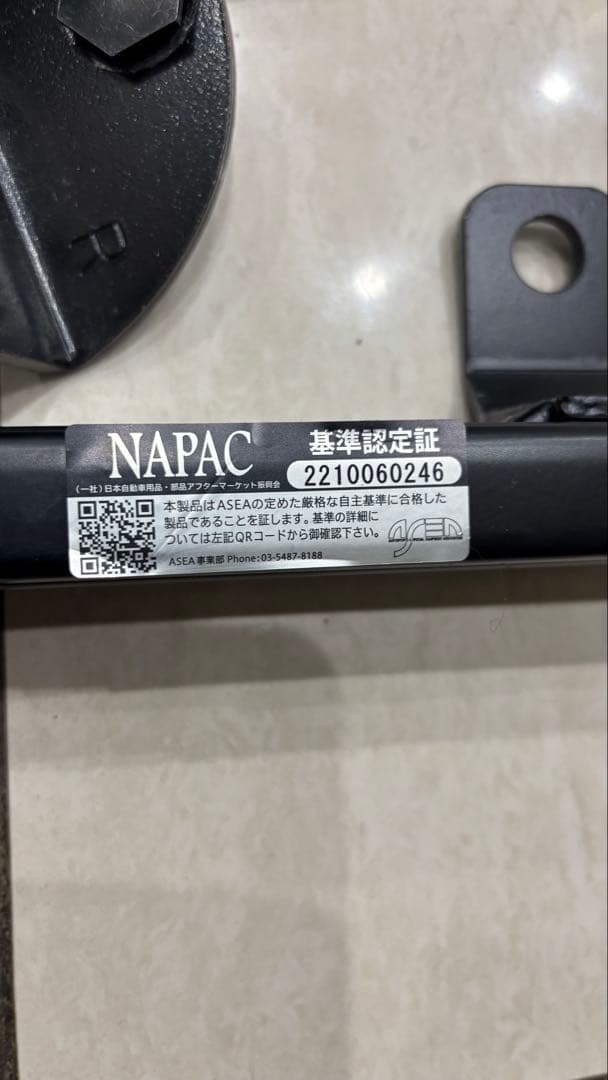 R
NAPAC
基準認定証
2210060246
(一社)日本自動車用品・部品アフターマーケット振興会
本製品はASEAの定めた厳格な自主基準に合格した
製品であることを証します。基準の詳細に
ついては左記QRコードから御確認下さい。
ASEA
ASEA事業部 Phone:03-5487-8188